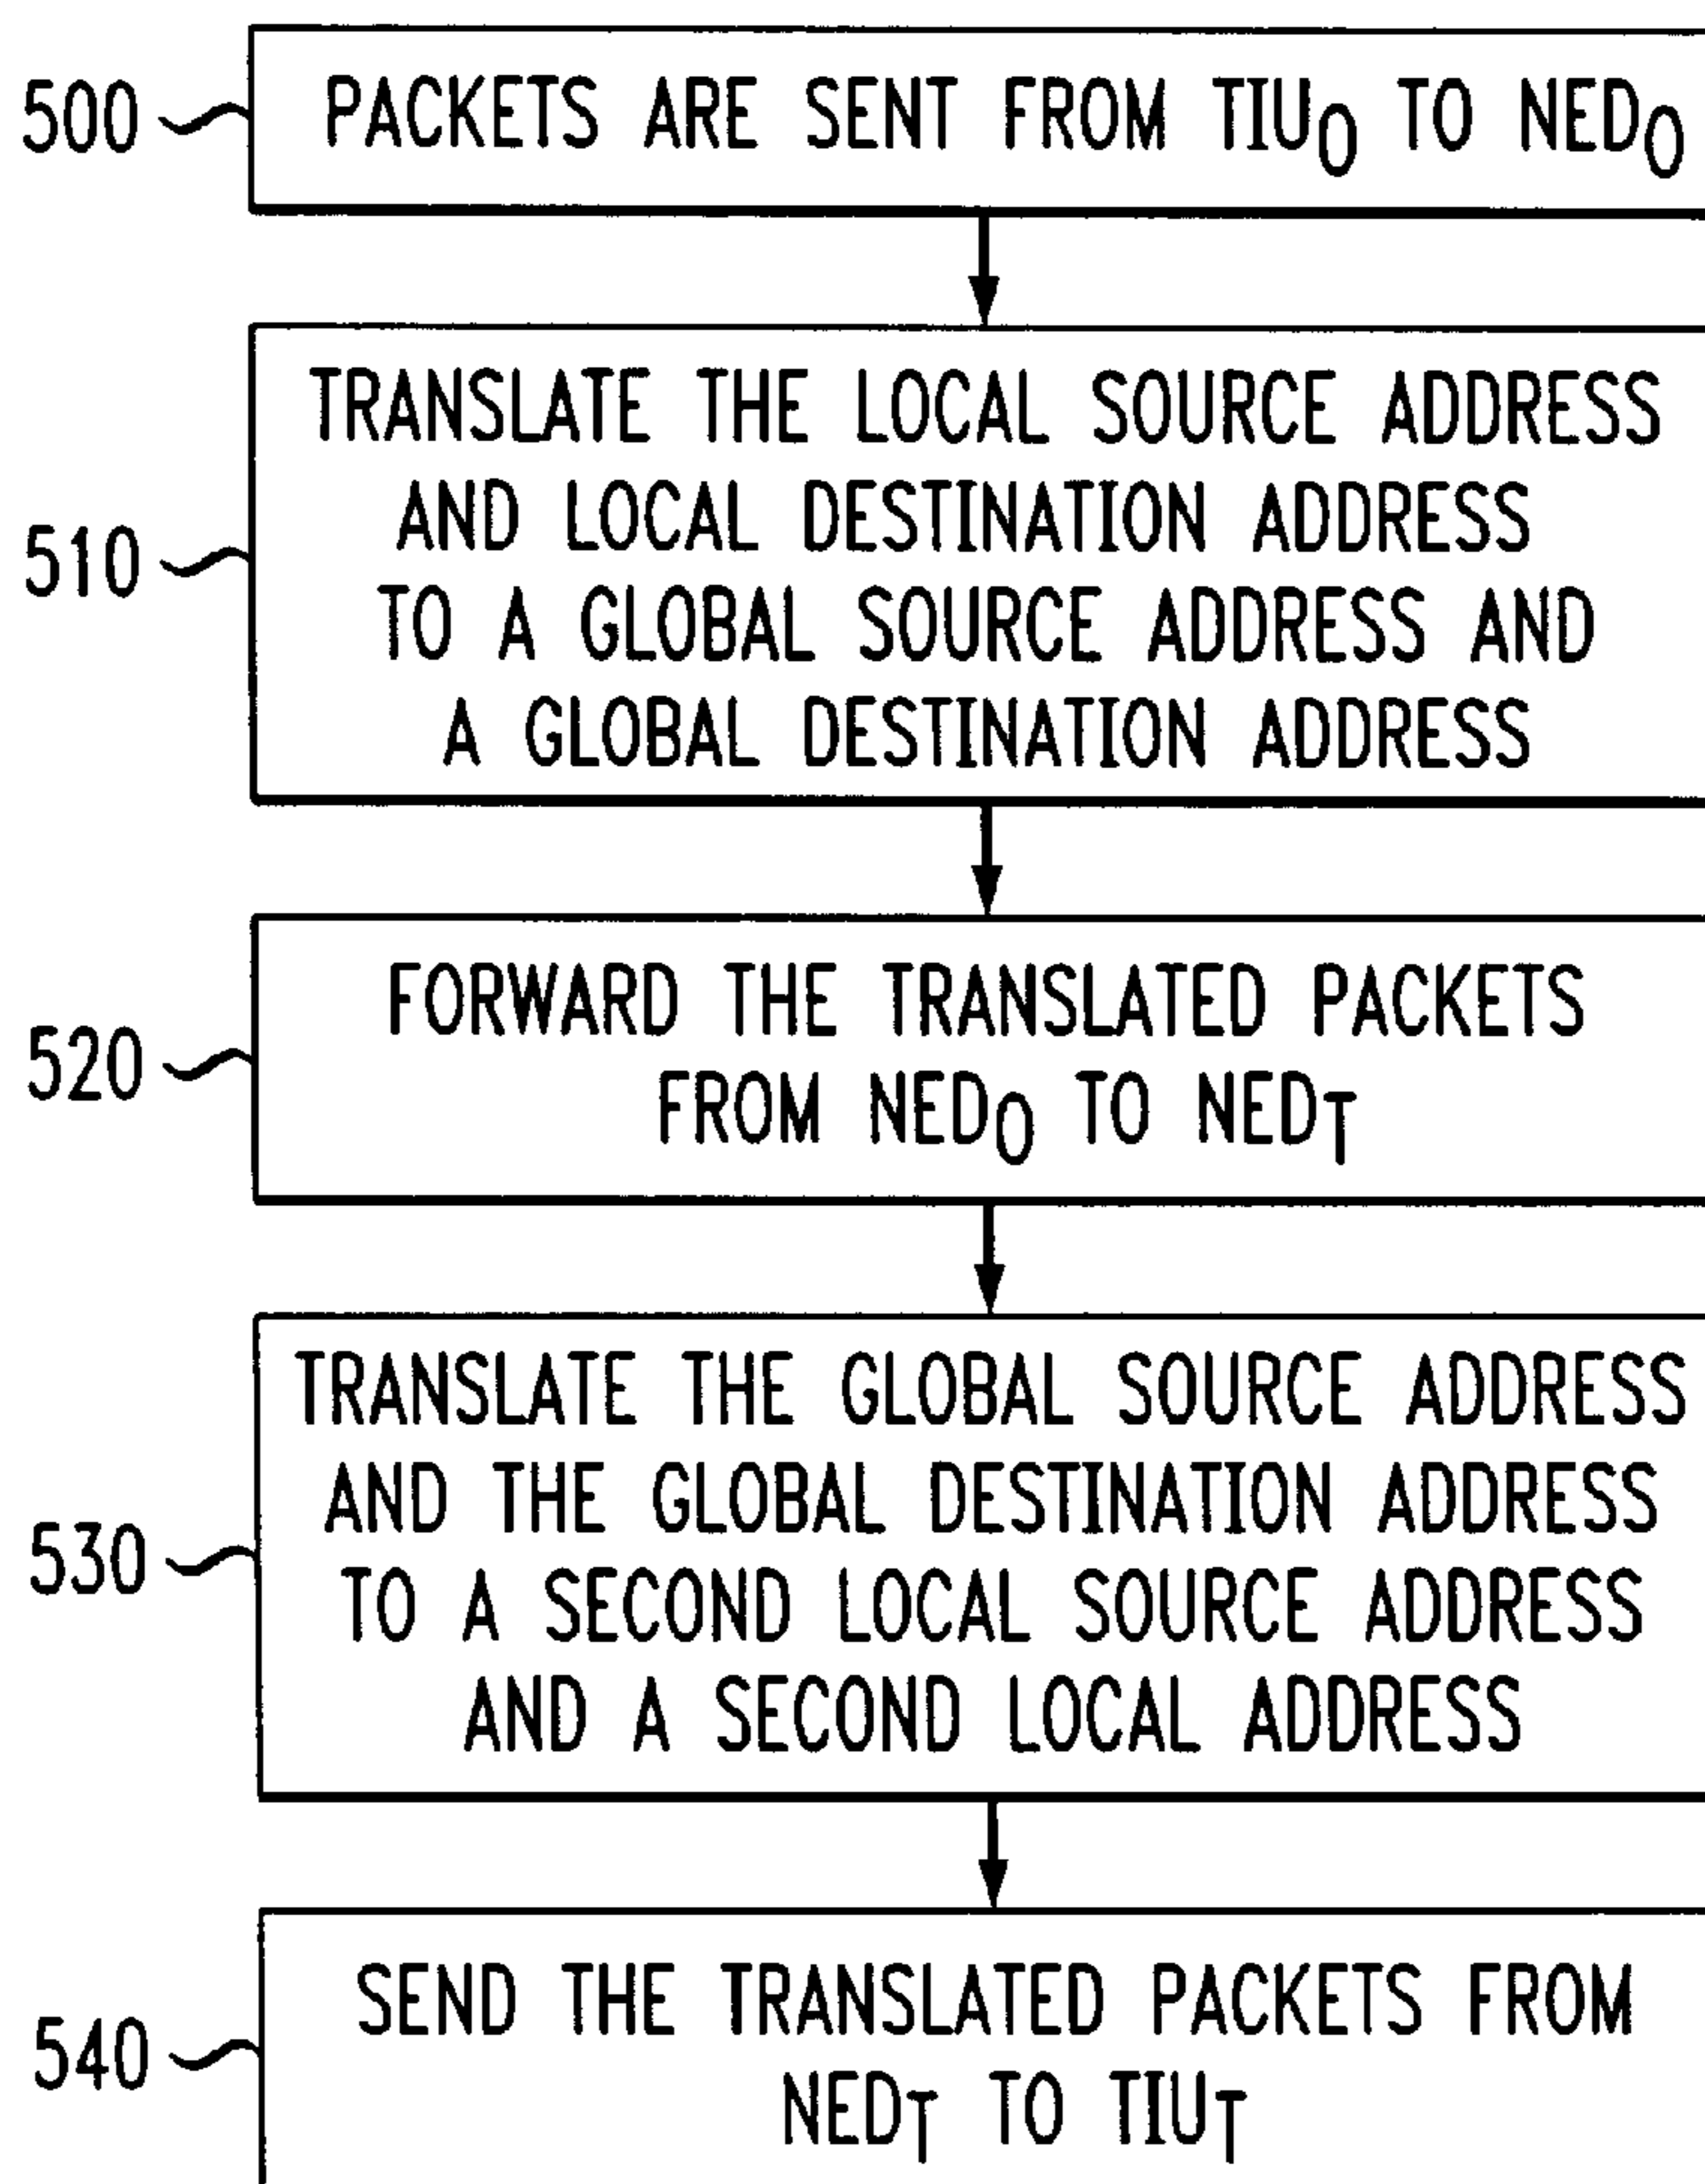 500 PACKETS ARE SENT FROM TIU₀ TO NED₀
TRANSLATE THE LOCAL SOURCE ADDRESS
AND LOCAL DESTINATION ADDRESS
510
TO A GLOBAL SOURCE ADDRESS AND
A GLOBAL DESTINATION ADDRESS
FORWARD THE TRANSLATED PACKETS
520
FROM NED₀ TO NEDT
TRANSLATE THE GLOBAL SOURCE ADDRESS
AND THE GLOBAL DESTINATION ADDRESS
530
TO A SECOND LOCAL SOURCE ADDRESS
AND A SECOND LOCAL ADDRESS
SEND THE TRANSLATED PACKETS FROM
540
NEDT TO TIUT